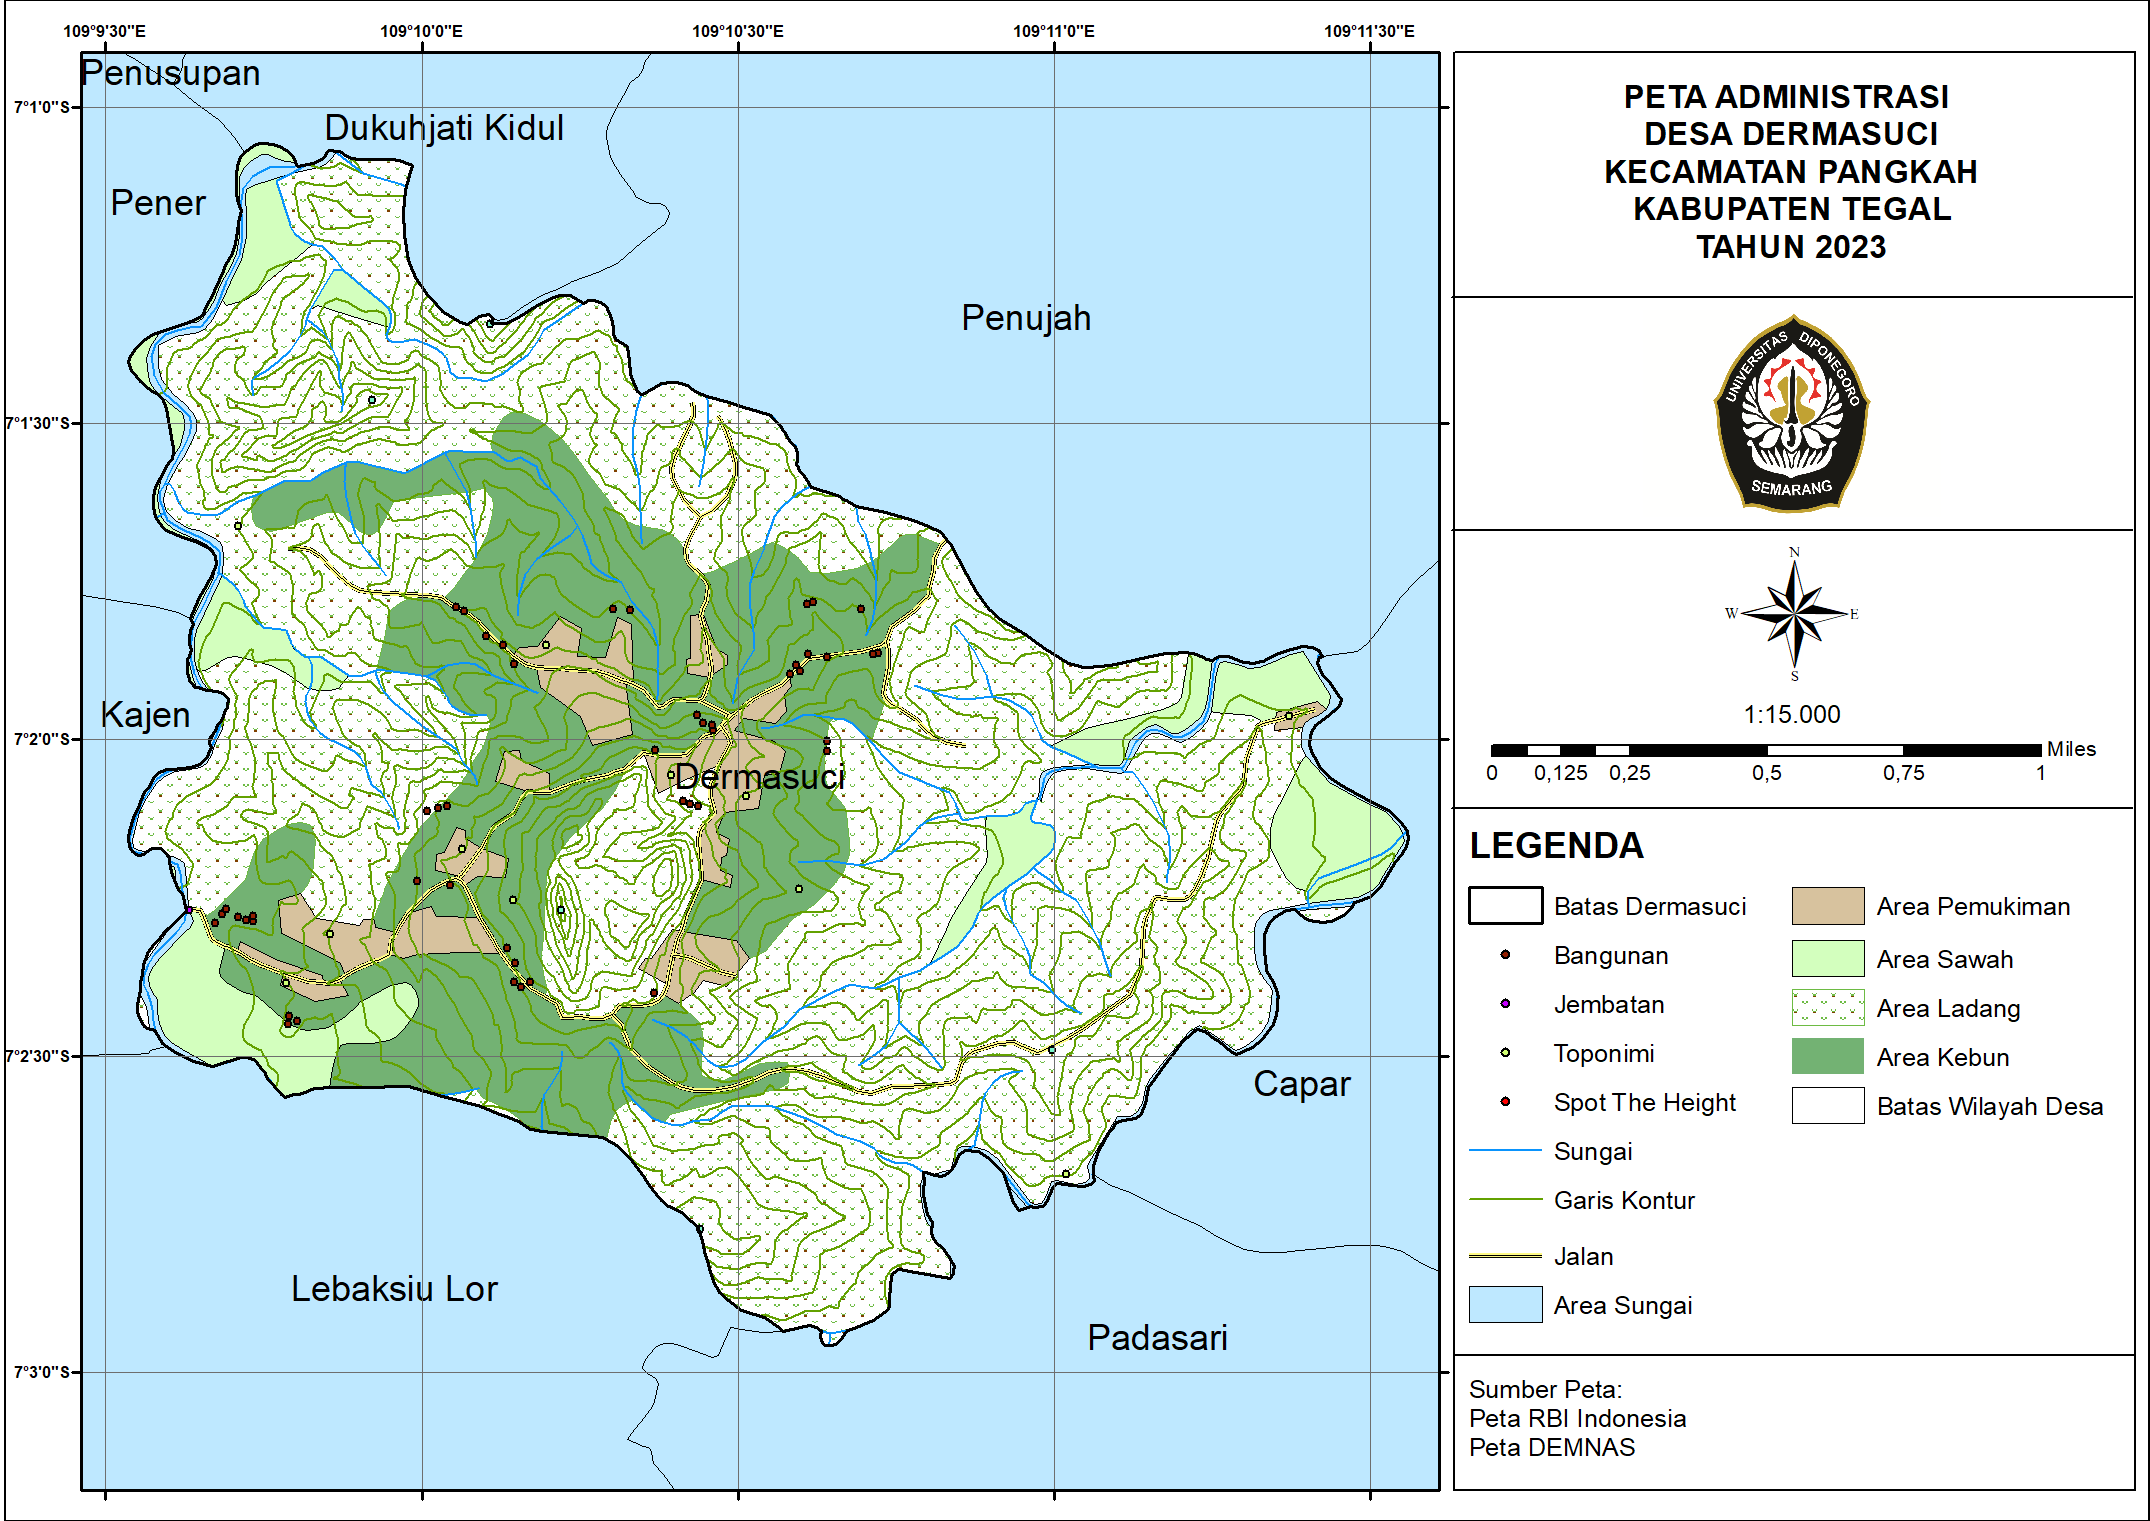 109°9'30"E 109°10'0"E 109°10'30"E 109°11'0"E 109°11'30"E
7°1'0"S
7°1'30"S
7°2'0"S
7°2'30"S
7°3'0"S
Penusupan
Dukuhjati Kidul
Pener
Penujah
Kajen
Dermasuci
Capar
Lebaksiu Lor
Padasari
PETA ADMINISTRASI
DESA DERMASUCI
KECAMATAN PANGKAH
KABUPATEN TEGAL
TAHUN 2023
UNIVERSITAS DIPONEGORO
SEMARANG
N
W E
S
1:15.000
Miles
0 0,125 0,25 0,5 0,75 1
LEGENDA
Batas Dermasuci
Bangunan
Jembatan
Toponimi
Spot The Height
Sungai
Garis Kontur
Jalan
Area Sungai
Area Pemukiman
Area Sawah
Area Ladang
Area Kebun
Batas Wilayah Desa
Sumber Peta:
Peta RBI Indonesia
Peta DEMNAS